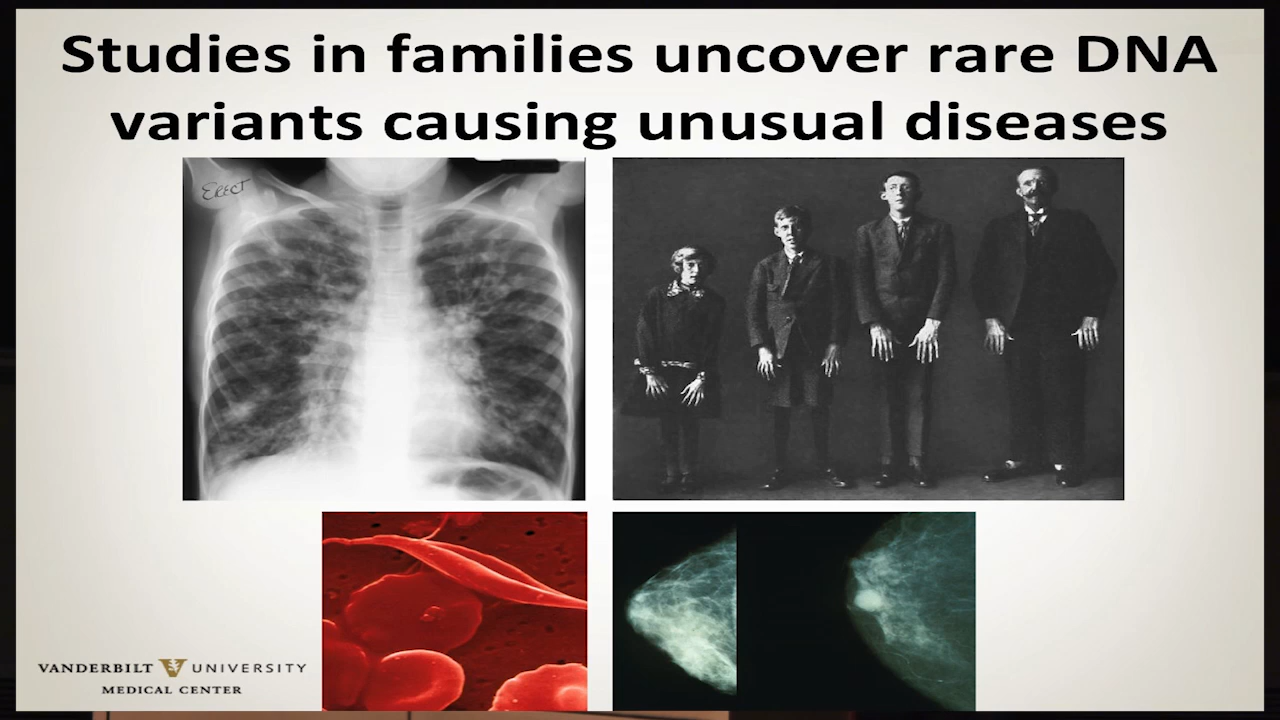 Studies in families uncover rare DNA
variants causing unusual diseases
ERECT
VANDERBILT V UNIVERSITY
MEDICAL CENTER